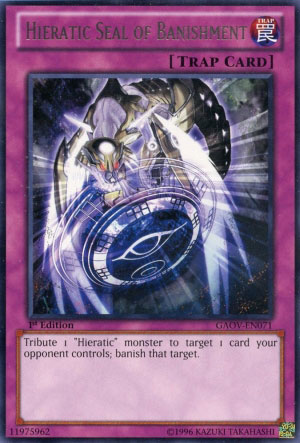 Hieratic Seal of Banishment
TRAP
罠
[TRAP CARD]
1st Edition
GAOV-EN071
Tribute 1 "Hieratic" monster to target 1 card your
opponent controls; banish that target.
11975962
©1996 KAZUKI TAKAHASHI